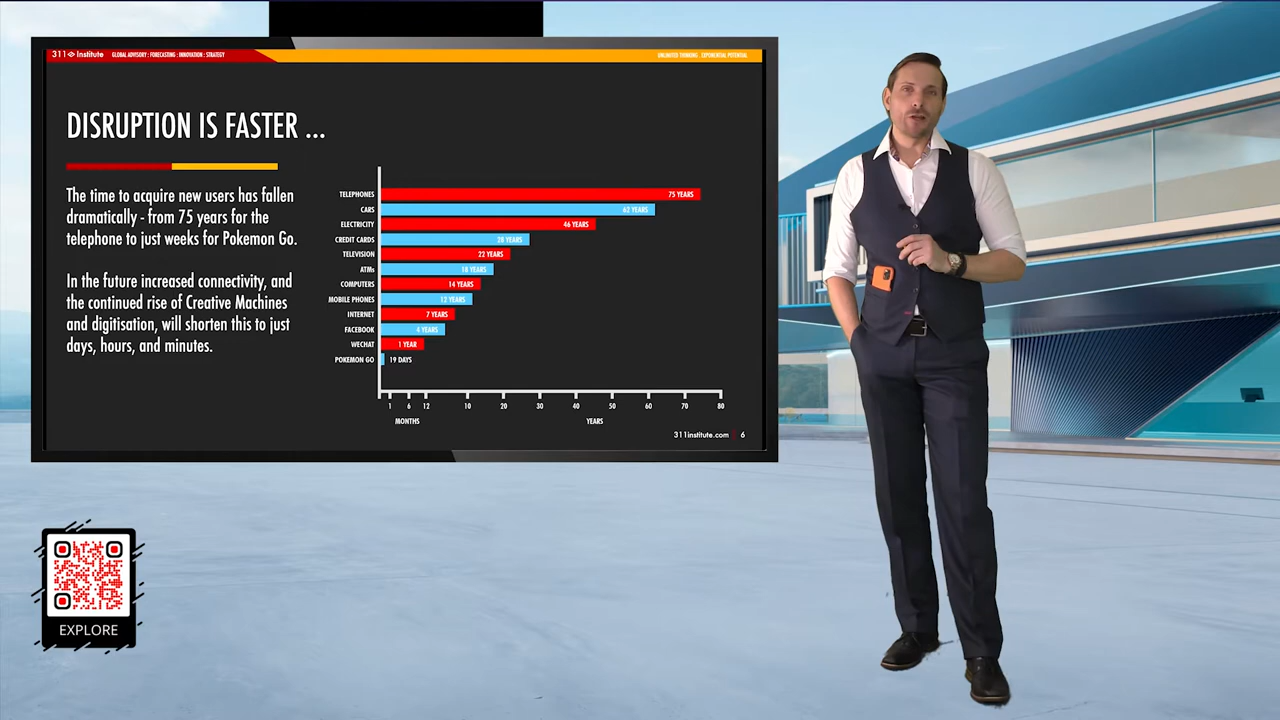 311 Institute GLOBAL ADVISORY : FORECASTING : INNOVATION : STRATEGY
UNLIMITED THINKING . EXPONENTIAL POTENTIAL
DISRUPTION IS FASTER ...
The time to acquire new users has fallen
dramatically - from 75 years for the
telephone to just weeks for Pokemon Go.
In the future increased connectivity, and
the continued rise of Creative Machines
and digitisation, will shorten this to just
days, hours, and minutes.
TELEPHONES 75 YEARS
CARS 62 YEARS
ELECTRICITY 46 YEARS
CREDIT CARDS 28 YEARS
TELEVISION 22 YEARS
ATMs 18 YEARS
COMPUTERS 14 YEARS
MOBILE PHONES 12 YEARS
INTERNET 7 YEARS
FACEBOOK 4 YEARS
WECHAT 1 YEAR
POKEMON GO 19 DAYS
1 6 12 10 20 30 40 50 60 70 80
MONTHS YEARS
311institute.com 6
EXPLORE